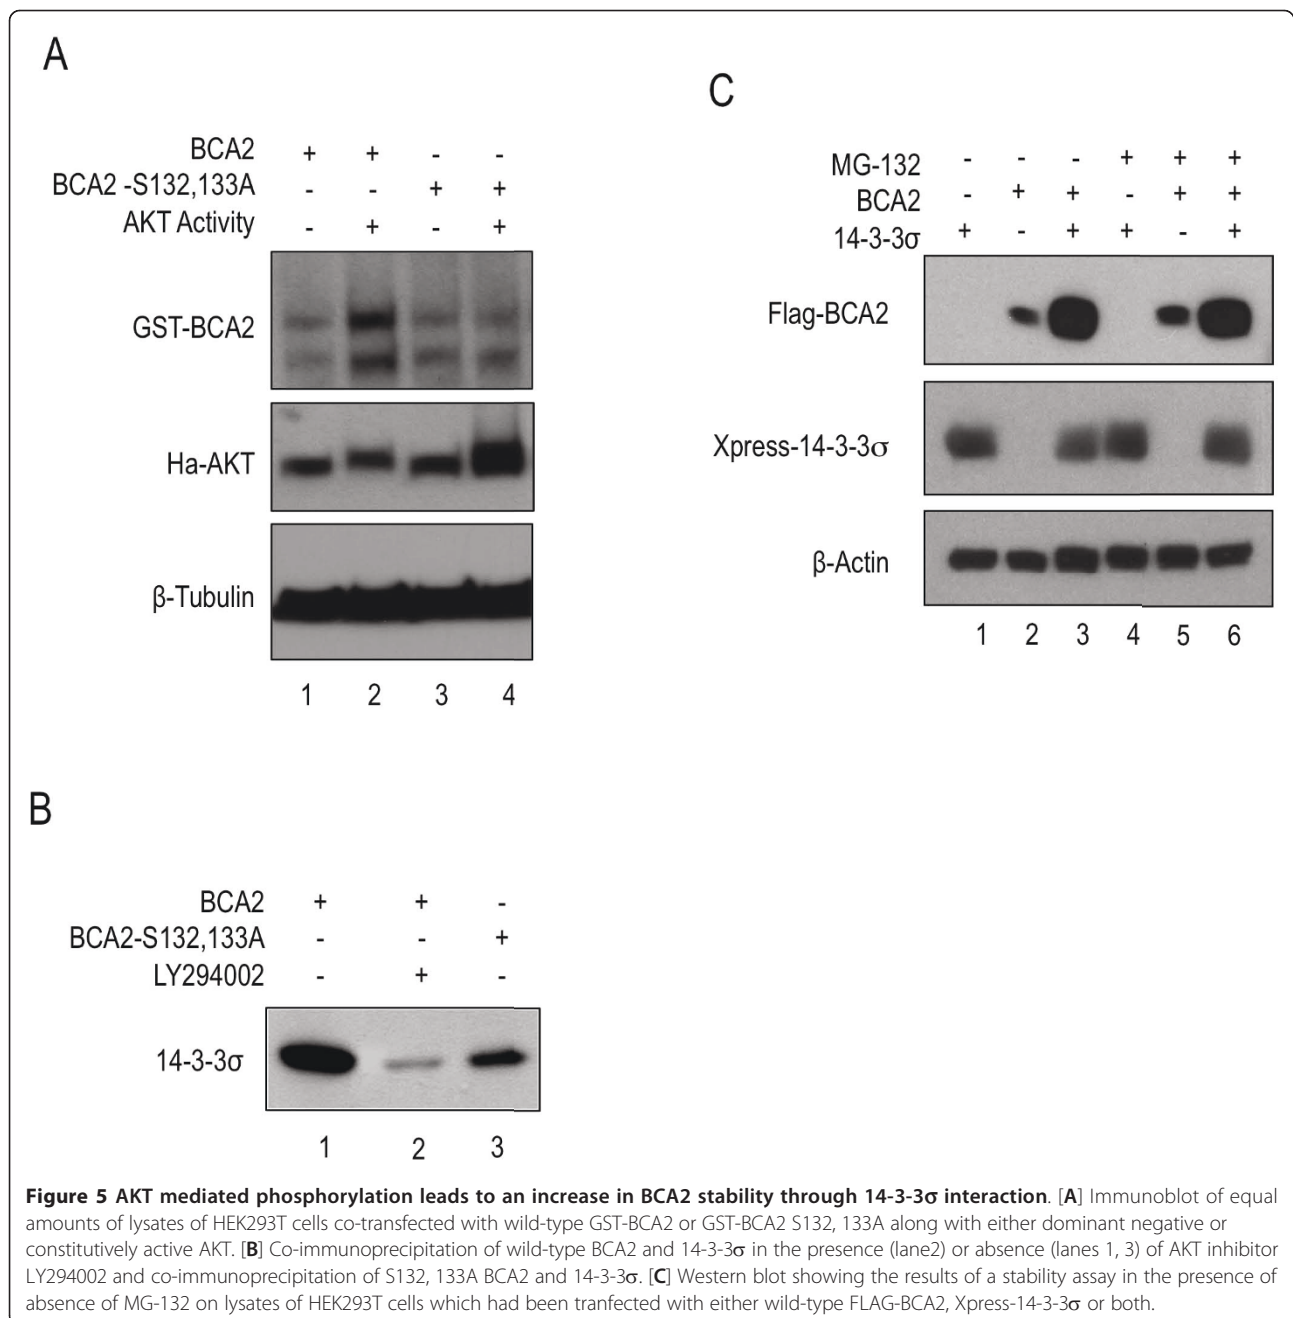 A
BCA2 + + - -
BCA2 -S132,133A - - + +
AKT Activity - + - +
GST-BCA2
Ha-AKT
β-Tubulin
1 2 3 4
C
MG-132 - - - + + +
BCA2 - + + - + +
14-3-3σ + - + + - +
Flag-BCA2
Xpress-14-3-3σ
β-Actin
1 2 3 4 5 6
B
BCA2 + + -
BCA2-S132,133A - - +
LY294002 - + -
14-3-3σ
1 2 3
Figure 5 AKT mediated phosphorylation leads to an increase in BCA2 stability through 14-3-3σ interaction. [A] Immunoblot of equal
amounts of lysates of HEK293T cells co-transfected with wild-type GST-BCA2 or GST-BCA2 S132, 133A along with either dominant negative or
constitutively active AKT. [B] Co-immunoprecipitation of wild-type BCA2 and 14-3-3σ in the presence (lane2) or absence (lanes 1, 3) of AKT inhibitor
LY294002 and co-immunoprecipitation of S132, 133A BCA2 and 14-3-3σ. [C] Western blot showing the results of a stability assay in the presence of
absence of MG-132 on lysates of HEK293T cells which had been tranfected with either wild-type FLAG-BCA2, Xpress-14-3-3σ or both.